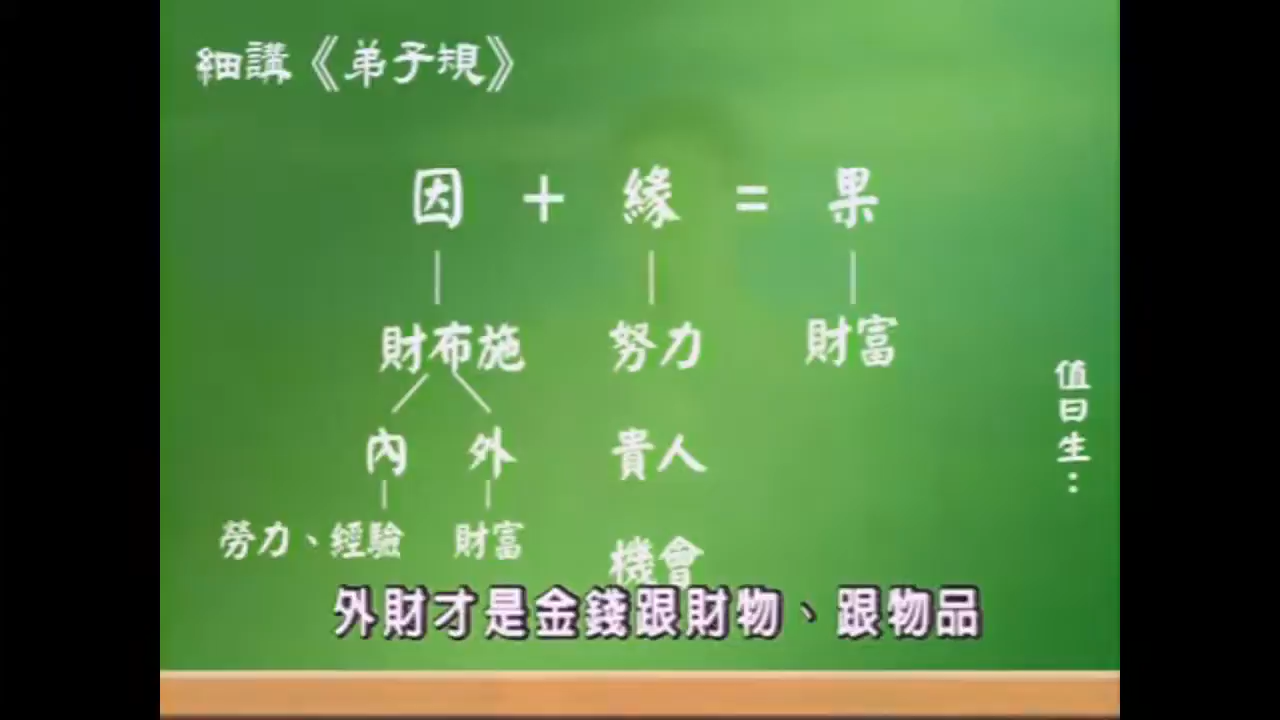 細講《弟子規》
因 + 緣 = 果
財布施 努力 財富
內 外 貴人
勞力、經驗 財富 機會
值日生：
外財才是金錢跟財物、跟物品